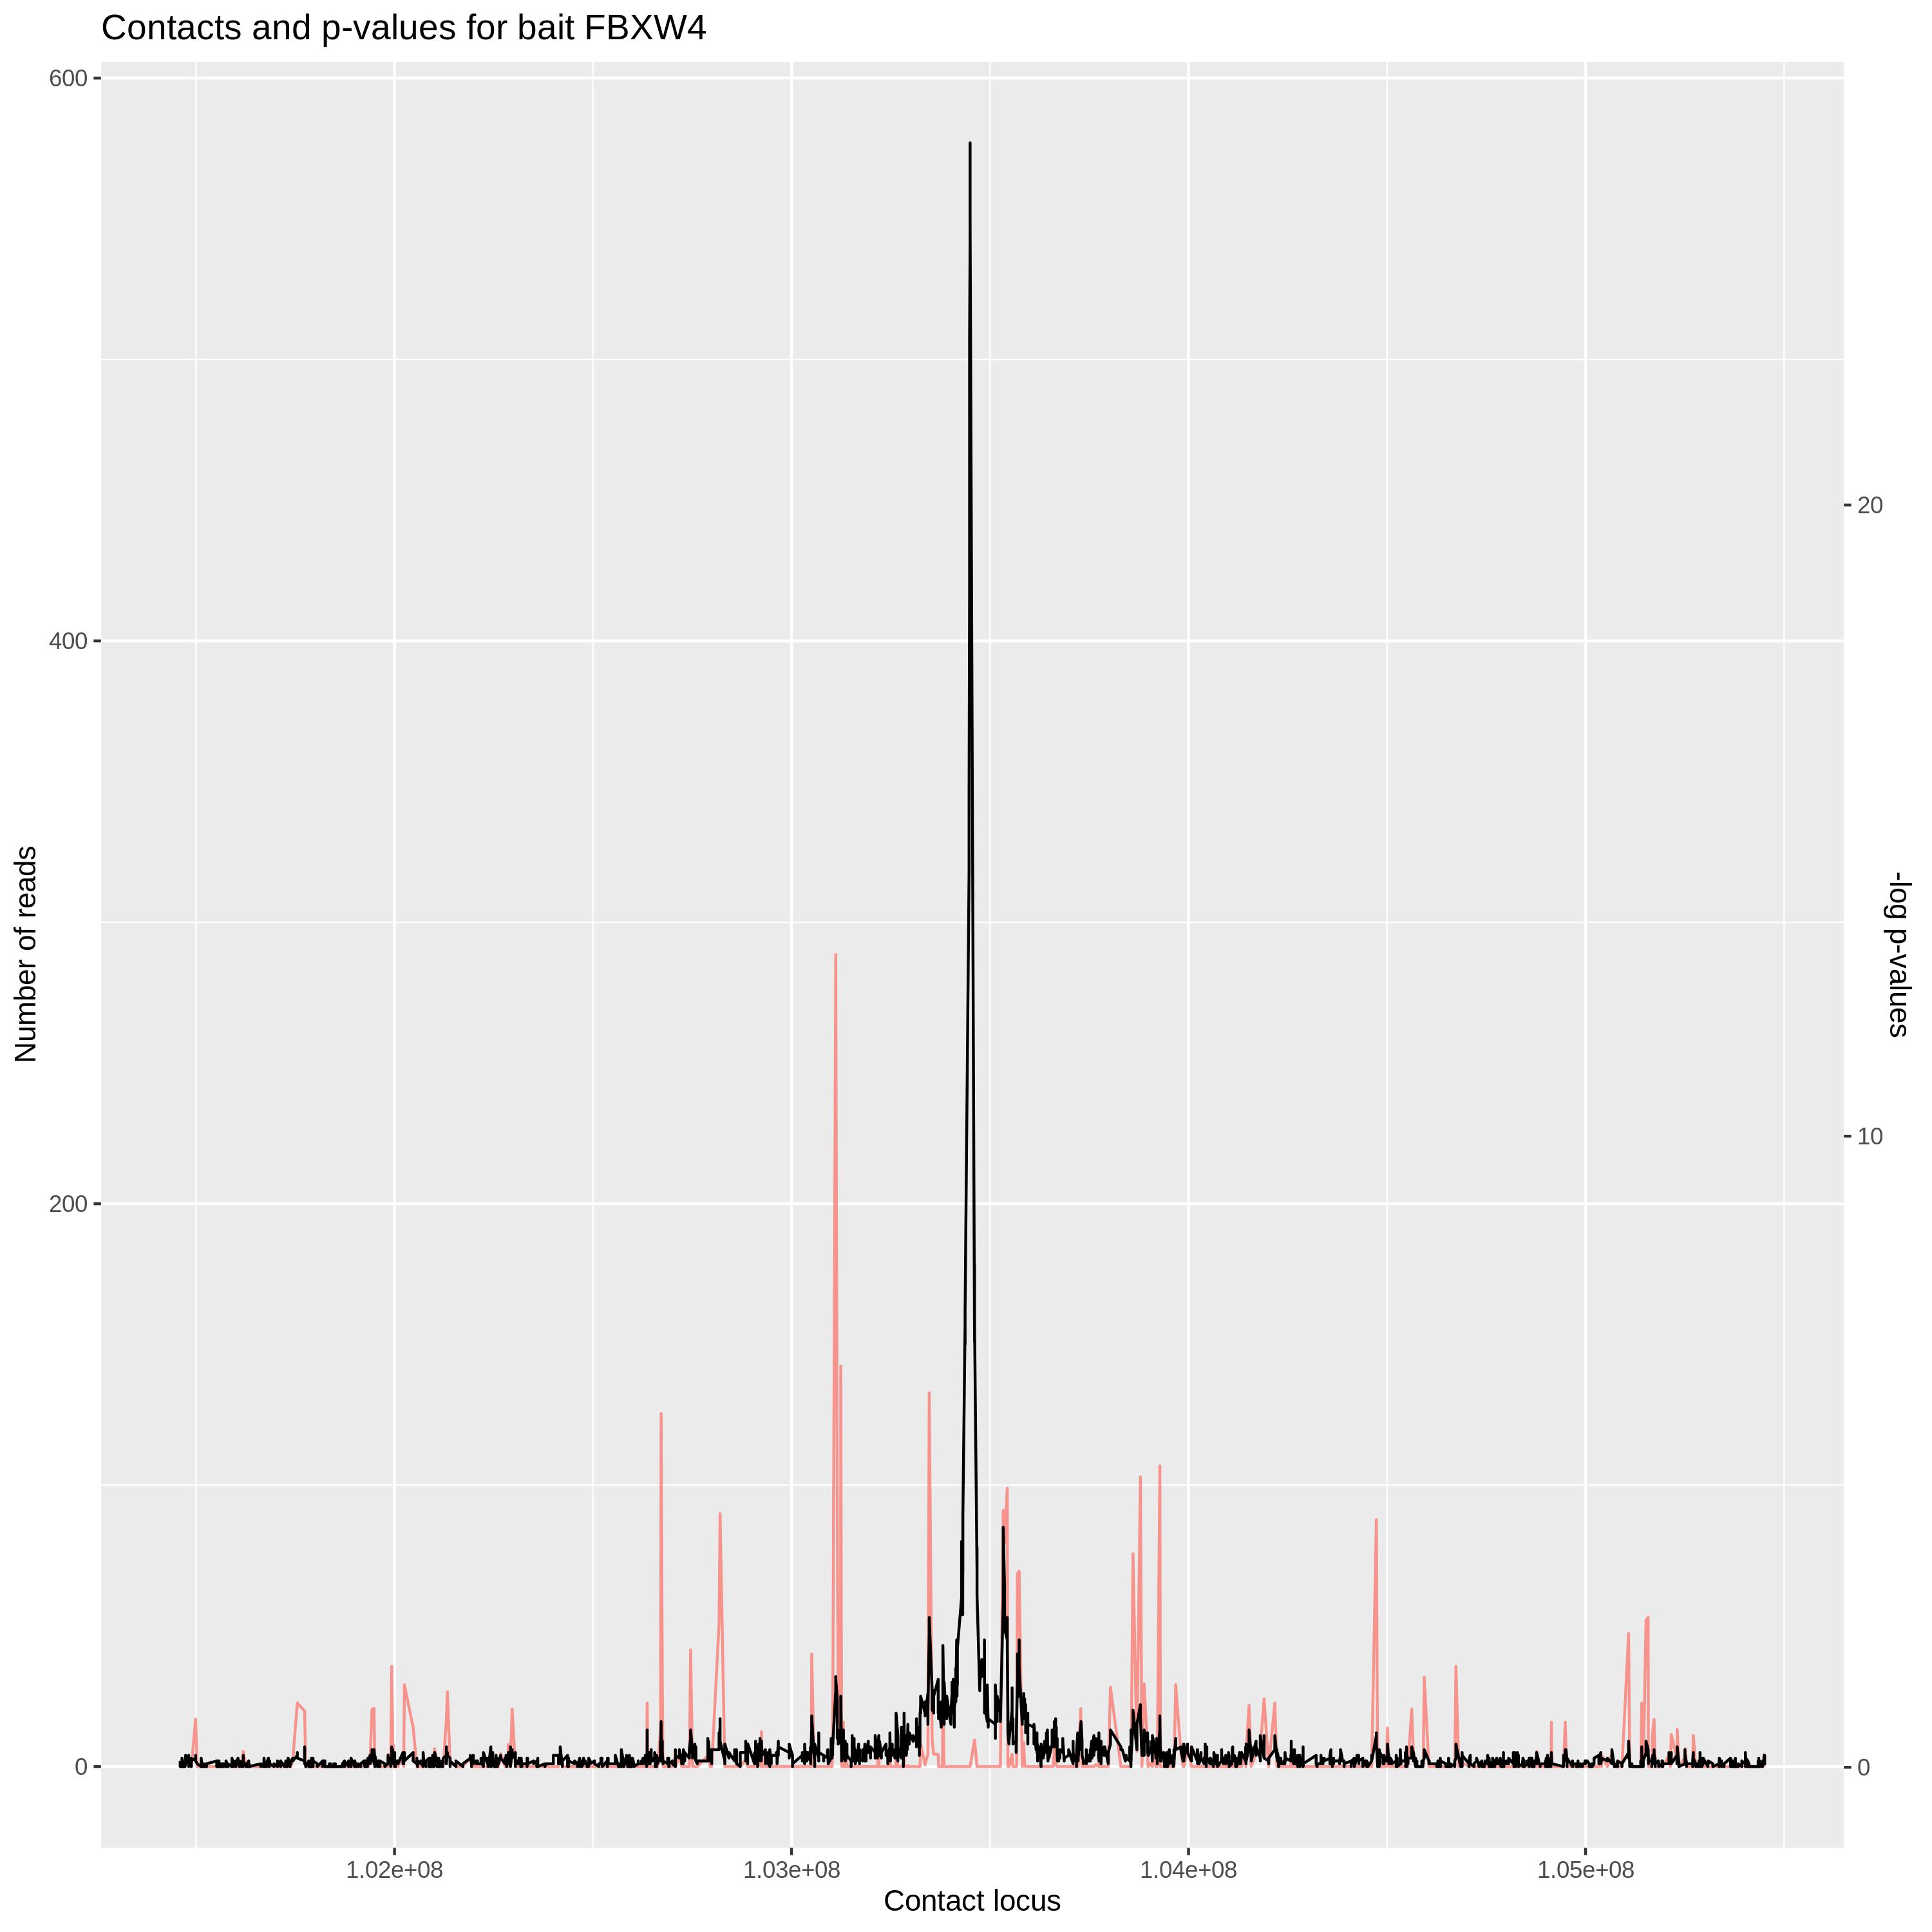 Contacts and p-values for bait FBXW4
600
400
200
0
Number of reads
20
10
0
-log p-values
1.02e+08
1.03e+08
1.04e+08
1.05e+08
Contact locus